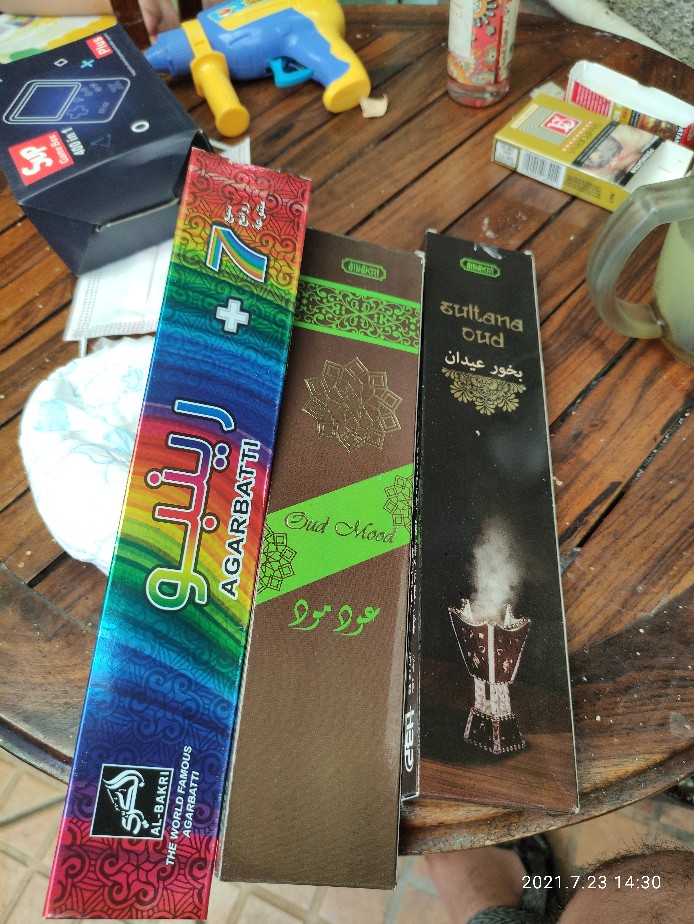 Plus
Sup
Game Box
400 in 1
+7
رينبو
AGARBATTI
AL-BAKRI
THE WORLD FAMOUS
AGARBATTI
Oud Mood
عود مود
sultana
oud
بخور عيدان
2021.7.23 14:30